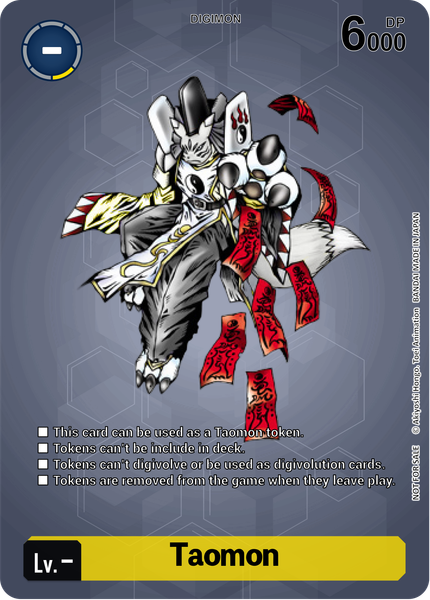 DIGIMON
-
DP
6000
This card can be used as a Taomon token.
Tokens can't be include in deck.
Tokens can't digivolve or be used as digivolution cards.
Tokens are removed from the game when they leave play.
NOT FOR SALE © Akiyoshi Hongo, Toei Animation BANDAI MADE IN JAPAN
Lv.-
Taomon